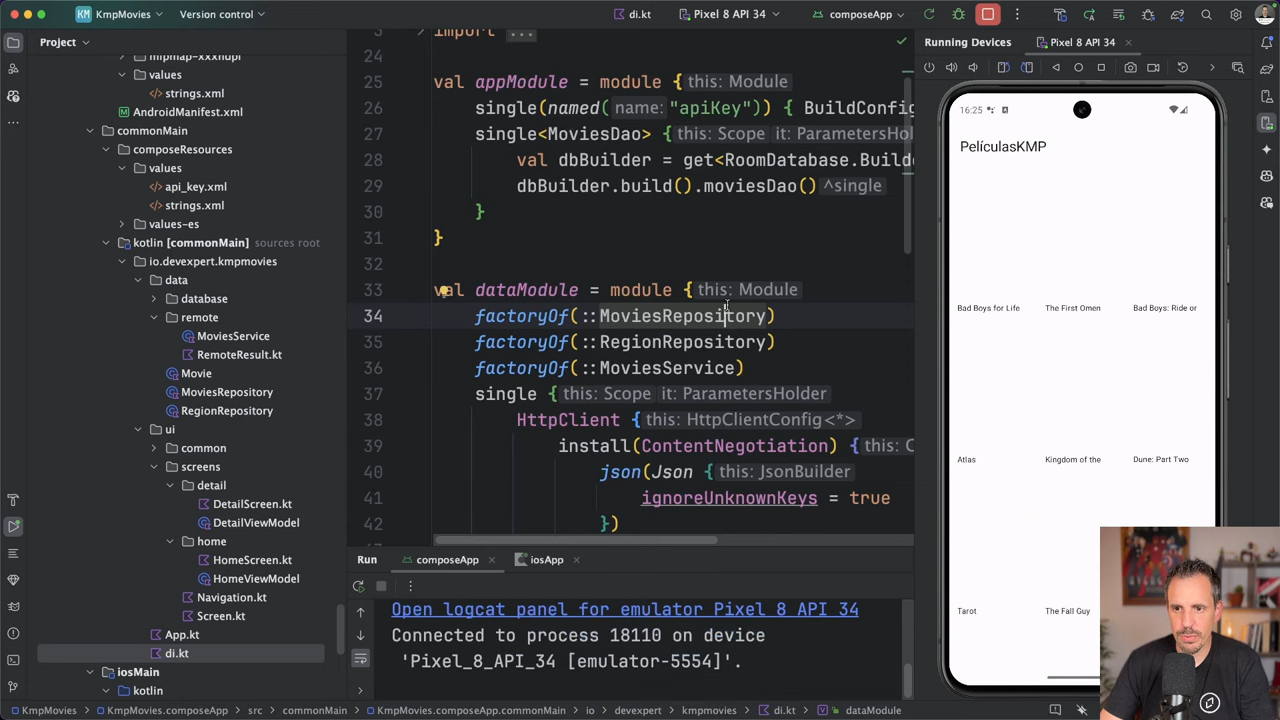 KM KmpMovies Version control di.kt Pixel 8 API 34 composeApp
Project
values
strings.xml
AndroidManifest.xml
commonMain
composeResources
values
api_key.xml
strings.xml
values-es
kotlin [commonMain] sources root
io.devexpert.kmpmovies
data
database
remote
MoviesService
RemoteResult.kt
Movie
MoviesRepository
RegionRepository
ui
common
screens
detail
DetailScreen.kt
DetailViewModel
home
HomeScreen.kt
HomeViewModel
Navigation.kt
Screen.kt
App.kt
di.kt
iosMain
kotlin
3 import ...
25 val appModule = module { this: Module
26 single(named( name: "apiKey")) { BuildConfi
27 single<MoviesDao> { this: Scope it: ParametersHol
28 val dbBuilder = get<RoomDatabase.Builde
29 dbBuilder.build().moviesDao() ^single
30 }
31 }
32
33 val dataModule = module { this: Module
34 factoryOf(::MoviesRepository)
35 factoryOf(::RegionRepository)
36 factoryOf(::MoviesService)
37 single { this: Scope it: ParametersHolder
38 HttpClient { this: HttpClientConfig<*>
39 install(ContentNegotiation) { this: C
40 json(Json { this: JsonBuilder
41 ignoreUnknownKeys = true
42 })
Run composeApp iosApp
Open logcat panel for emulator Pixel 8 API 34
Connected to process 18110 on device
'Pixel_8_API_34 [emulator-5554]'.
Running Devices Pixel 8 API 34
16:25
PelículasKMP
Bad Boys for Life The First Omen Bad Boys: Ride or
Atlas Kingdom of the Dune: Part Two
Tarot The Fall Guy
KmpMovies KmpMovies.composeApp src commonMain KmpMovies.composeApp.commonMain io devexpert kmpmovies di.kt dataModule